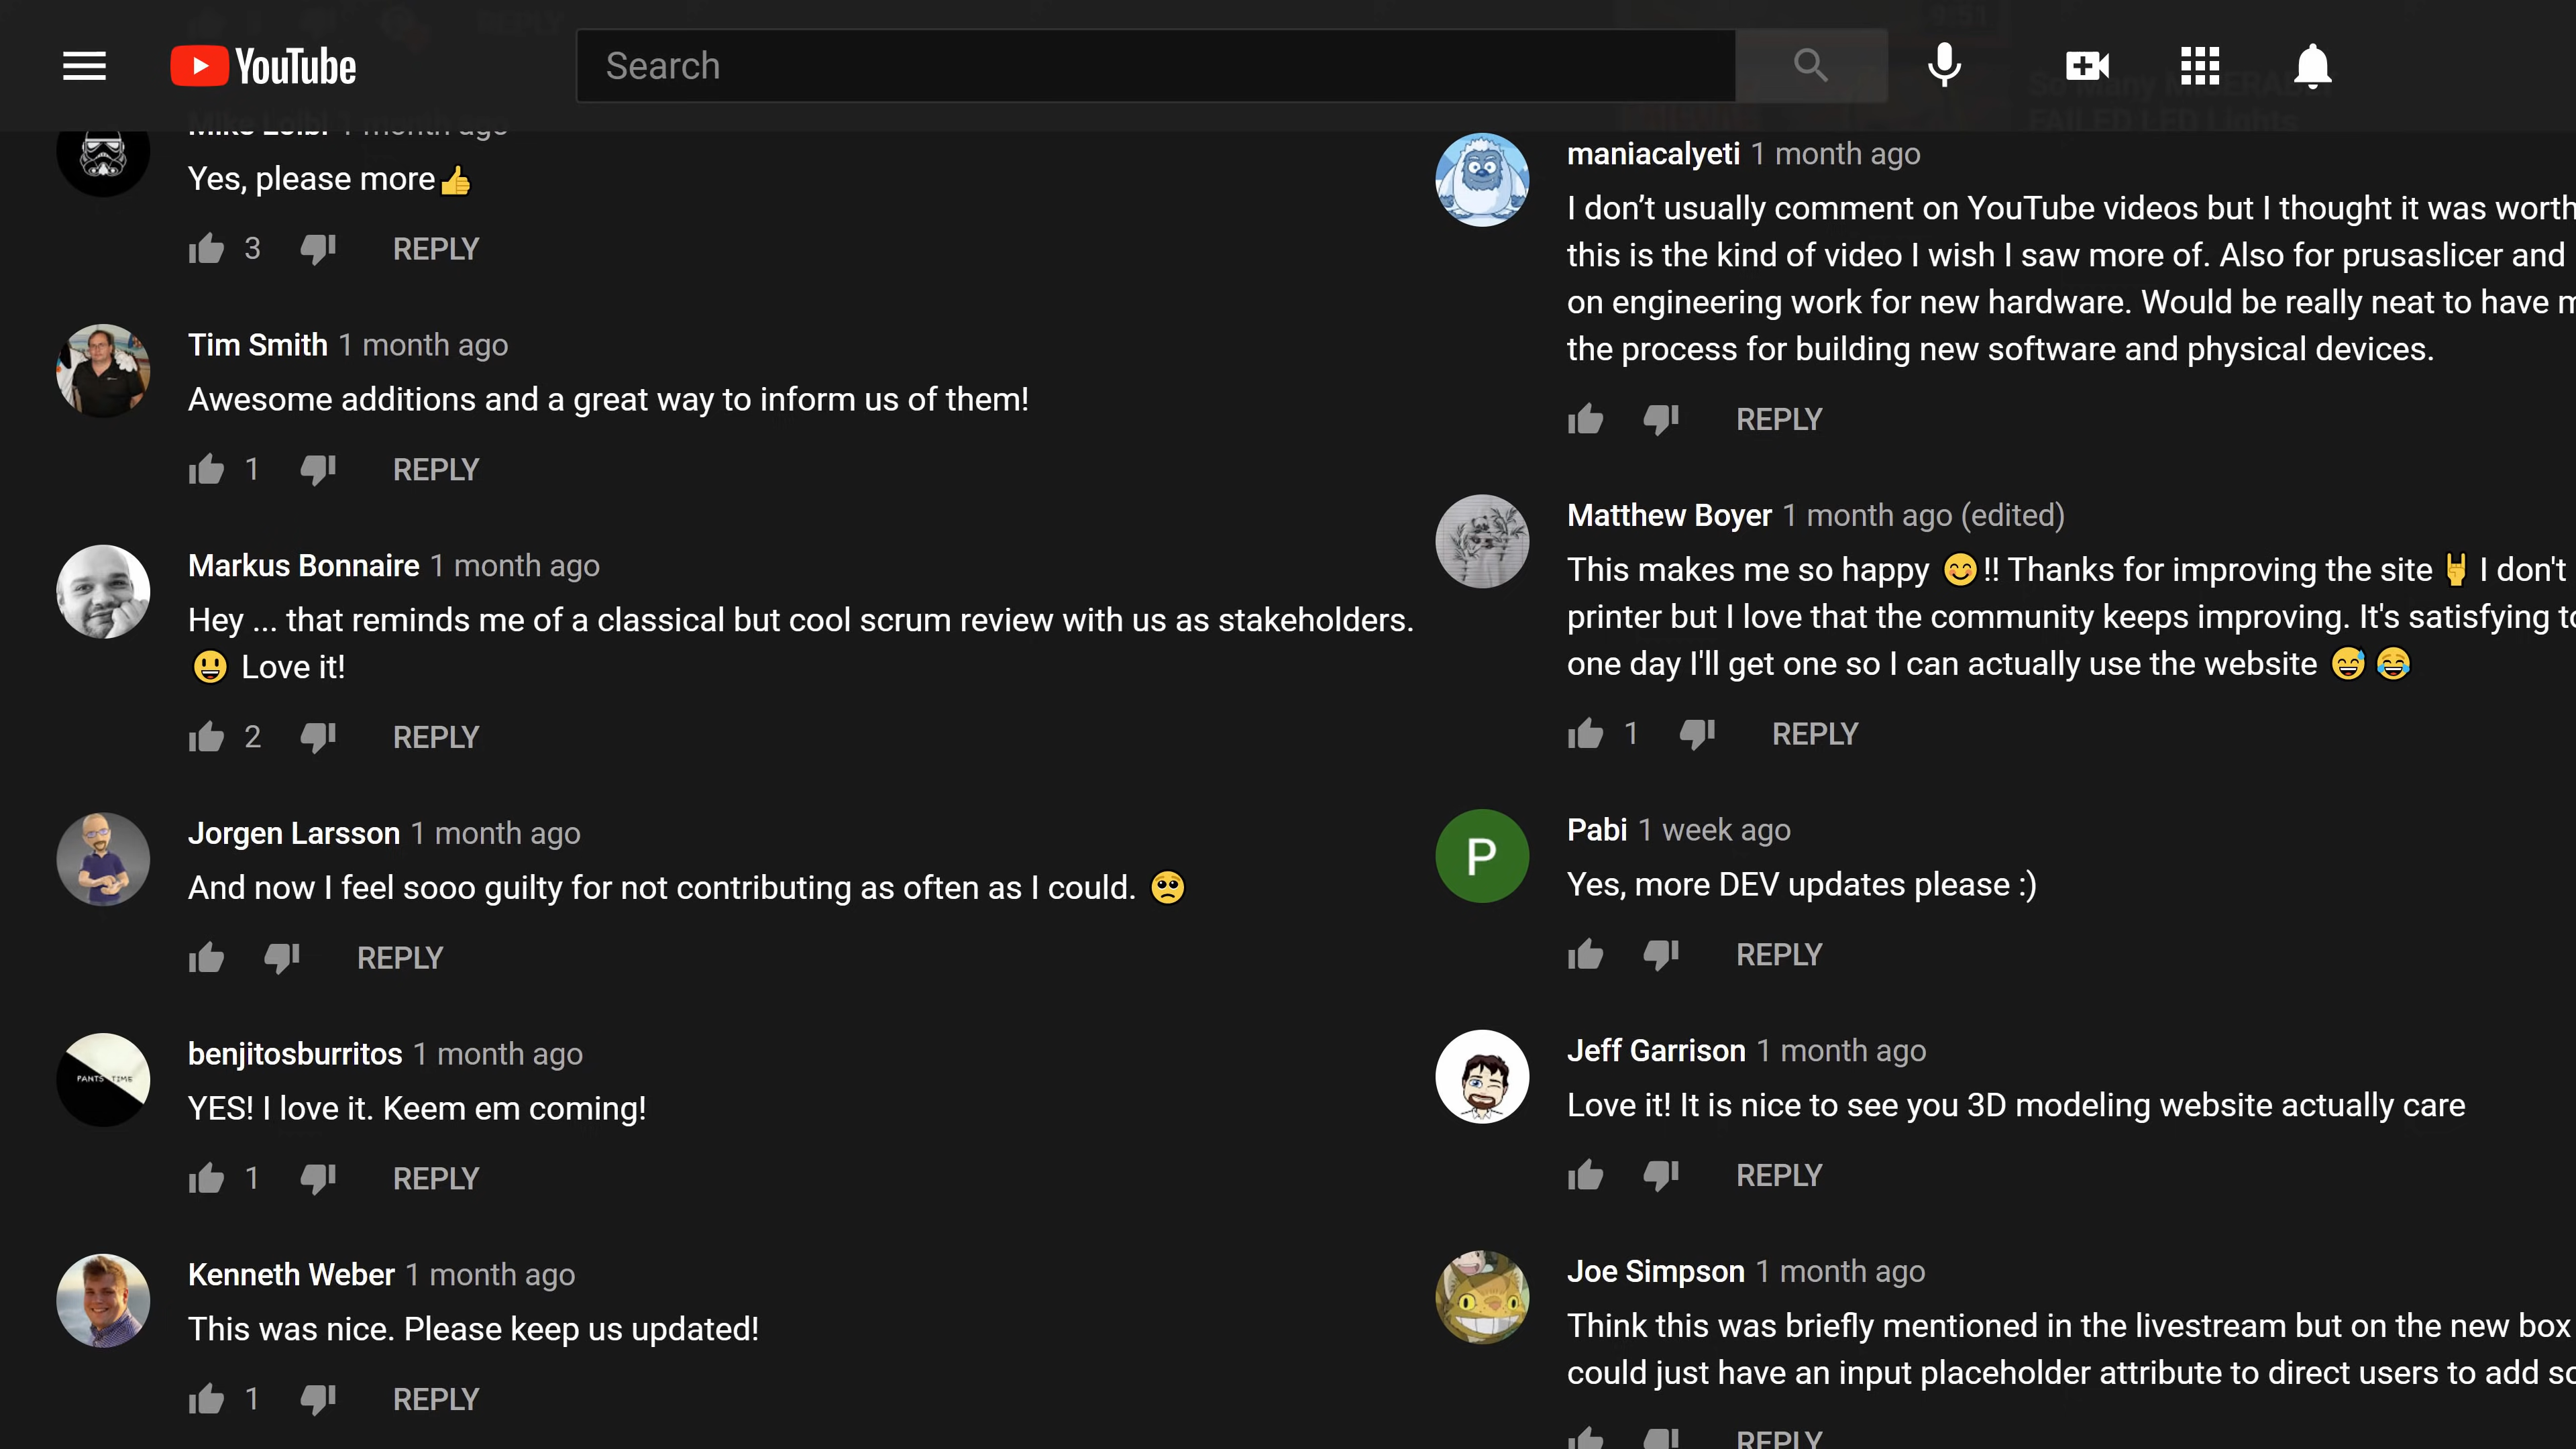 YouTube
Search
1 month ago
Yes, please more👍
3 REPLY
Tim Smith 1 month ago
Awesome additions and a great way to inform us of them!
1 REPLY
Markus Bonnaire 1 month ago
Hey ... that reminds me of a classical but cool scrum review with us as stakeholders.
😃 Love it!
2 REPLY
Jorgen Larsson 1 month ago
And now I feel sooo guilty for not contributing as often as I could. 🥺
REPLY
PANTS TIME
benjitosburritos 1 month ago
YES! I love it. Keem em coming!
1 REPLY
Kenneth Weber 1 month ago
This was nice. Please keep us updated!
1 REPLY
maniacalyeti 1 month ago
I don’t usually comment on YouTube videos but I thought it was worth
this is the kind of video I wish I saw more of. Also for prusaslicer and
on engineering work for new hardware. Would be really neat to have
the process for building new software and physical devices.
REPLY
Matthew Boyer 1 month ago (edited)
This makes me so happy 😊!! Thanks for improving the site 🤘 I don't
printer but I love that the community keeps improving. It's satisfying
one day I'll get one so I can actually use the website 😅😂
1 REPLY
P
Pabi 1 week ago
Yes, more DEV updates please :)
REPLY
Jeff Garrison 1 month ago
Love it! It is nice to see you 3D modeling website actually care
REPLY
Joe Simpson 1 month ago
Think this was briefly mentioned in the livestream but on the new box
could just have an input placeholder attribute to direct users to add
REPLY